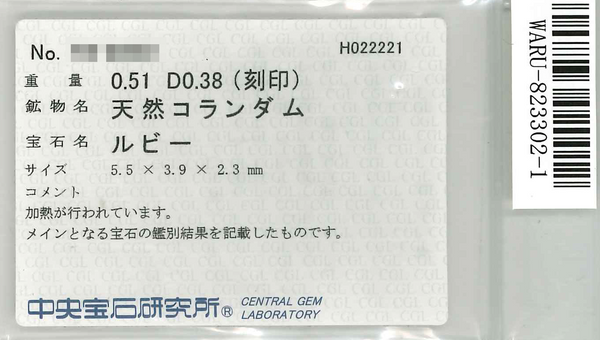 No.
H022221
重 量 0.51 D0.38 (刻印)
鉱物名 天然コランダム
宝石名 ルビー
サイズ 5.5 × 3.9 × 2.3 mm
コメント
加熱が行われています。
メインとなる宝石の鑑別結果を記載したものです。
中央宝石研究所® CENTRAL GEM
LABORATORY
WARU-823302-1